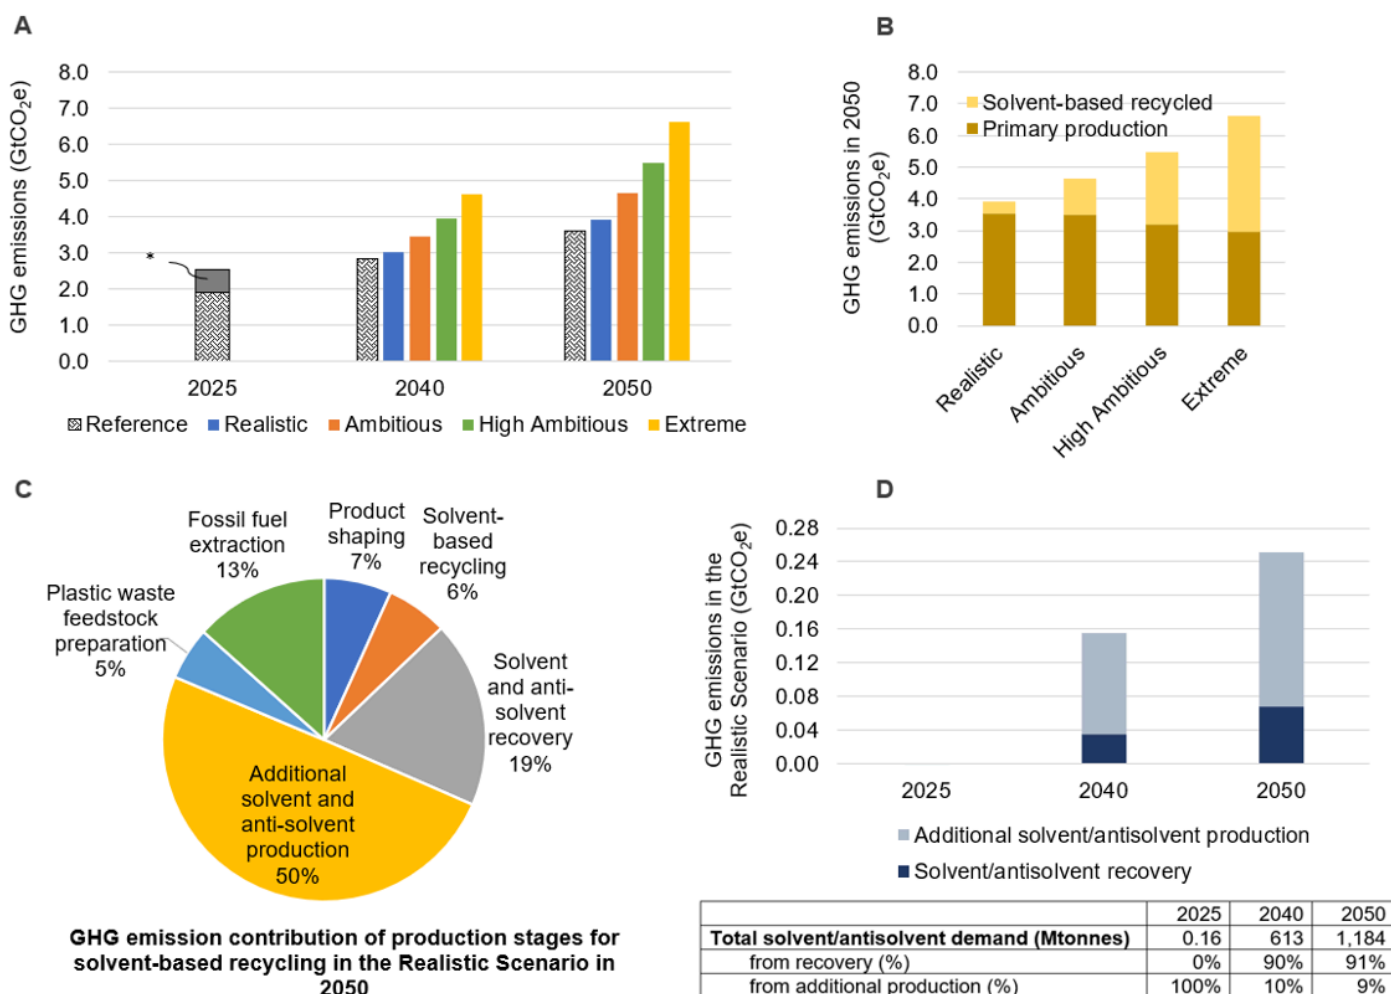 A
GHG emissions (GtCO₂e)
8.0
7.0
6.0
5.0
4.0
3.0
2.0
1.0
0.0
*
2025
2040
2050
Reference
Realistic
Ambitious
High Ambitious
Extreme
B
GHG emissions in 2050
(GtCO₂e)
8.0
7.0
6.0
5.0
4.0
3.0
2.0
1.0
0.0
Solvent-based recycled
Primary production
Realistic
Ambitious
High Ambitious
Extreme
C
Fossil fuel
extraction
13%
Product
shaping
7%
Solvent-
based
recycling
6%
Plastic waste
feedstock
preparation
5%
Solvent
and anti-
solvent
recovery
19%
Additional
solvent and
anti-solvent
production
50%
GHG emission contribution of production stages for
solvent-based recycling in the Realistic Scenario in
2050
D
GHG emissions in the
Realistic Scenario (GtCO₂e)
0.28
0.24
0.20
0.16
0.12
0.08
0.04
0.00
2025
2040
2050
Additional solvent/antisolvent production
Solvent/antisolvent recovery
2025 2040 2050
Total solvent/antisolvent demand (Mtonnes) 0.16 613 1,184
from recovery (%) 0% 90% 91%
from additional production (%) 100% 10% 9%